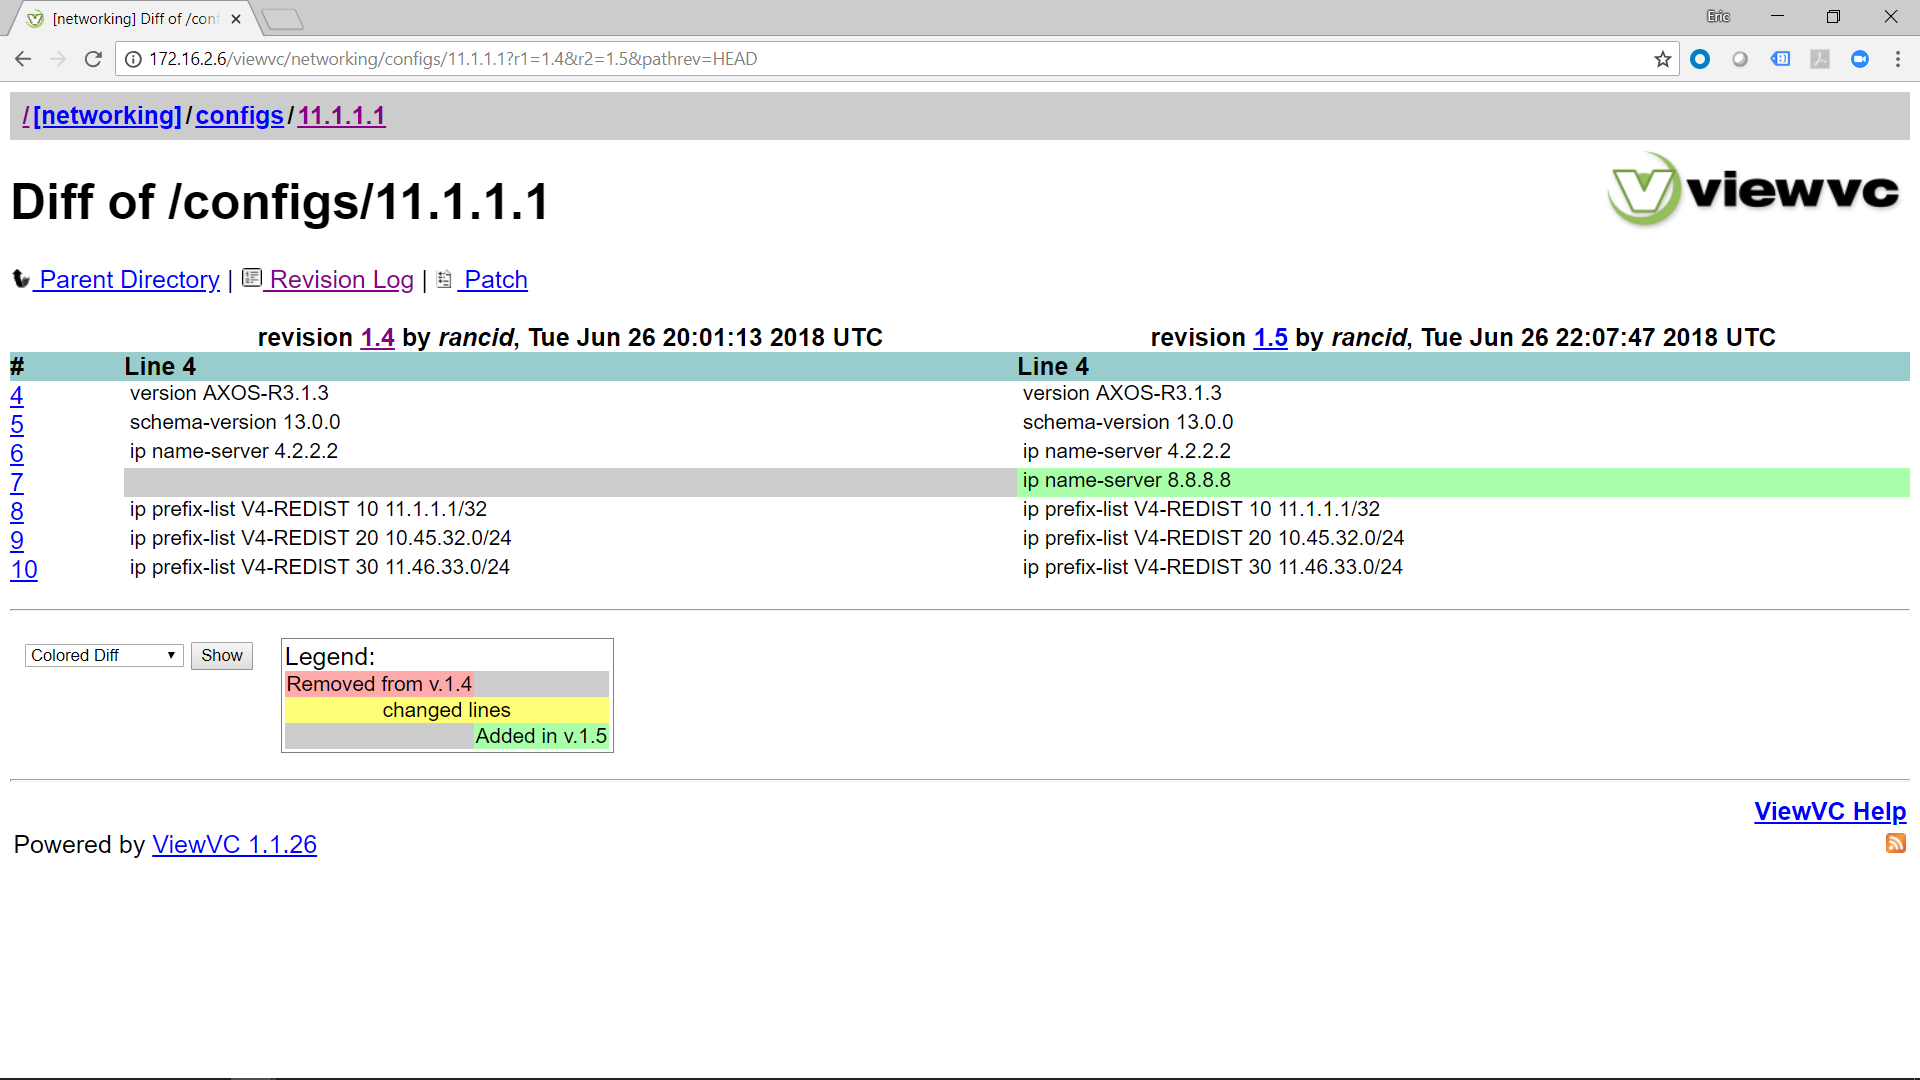 [networking] Diff of /conf
Eric
172.16.2.6/viewvc/networking/configs/11.1.1.1?r1=1.4&r2=1.5&pathrev=HEAD
/[networking]/configs/11.1.1.1
Diff of /configs/11.1.1.1
viewvc
Parent Directory | Revision Log | Patch
revision 1.4 by rancid, Tue Jun 26 20:01:13 2018 UTC revision 1.5 by rancid, Tue Jun 26 22:07:47 2018 UTC
# Line 4 Line 4
4 version AXOS-R3.1.3 version AXOS-R3.1.3
5 schema-version 13.0.0 schema-version 13.0.0
6 ip name-server 4.2.2.2 ip name-server 4.2.2.2
7 ip name-server 8.8.8.8
8 ip prefix-list V4-REDIST 10 11.1.1.1/32 ip prefix-list V4-REDIST 10 11.1.1.1/32
9 ip prefix-list V4-REDIST 20 10.45.32.0/24 ip prefix-list V4-REDIST 20 10.45.32.0/24
10 ip prefix-list V4-REDIST 30 11.46.33.0/24 ip prefix-list V4-REDIST 30 11.46.33.0/24
Colored Diff Show
Legend:
Removed from v.1.4
changed lines
Added in v.1.5
ViewVC Help
Powered by ViewVC 1.1.26